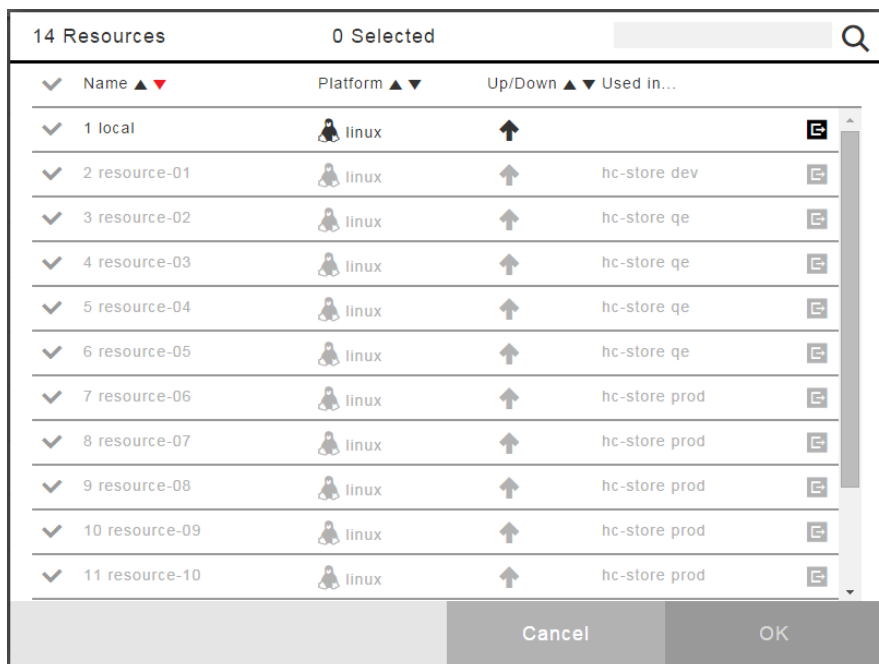 14 Resources 0 Selected
Name Platform Up/Down Used in...
1 local linux
2 resource-01 linux hc-store dev
3 resource-02 linux hc-store qe
4 resource-03 linux hc-store qe
5 resource-04 linux hc-store qe
6 resource-05 linux hc-store qe
7 resource-06 linux hc-store prod
8 resource-07 linux hc-store prod
9 resource-08 linux hc-store prod
10 resource-09 linux hc-store prod
11 resource-10 linux hc-store prod
Cancel OK